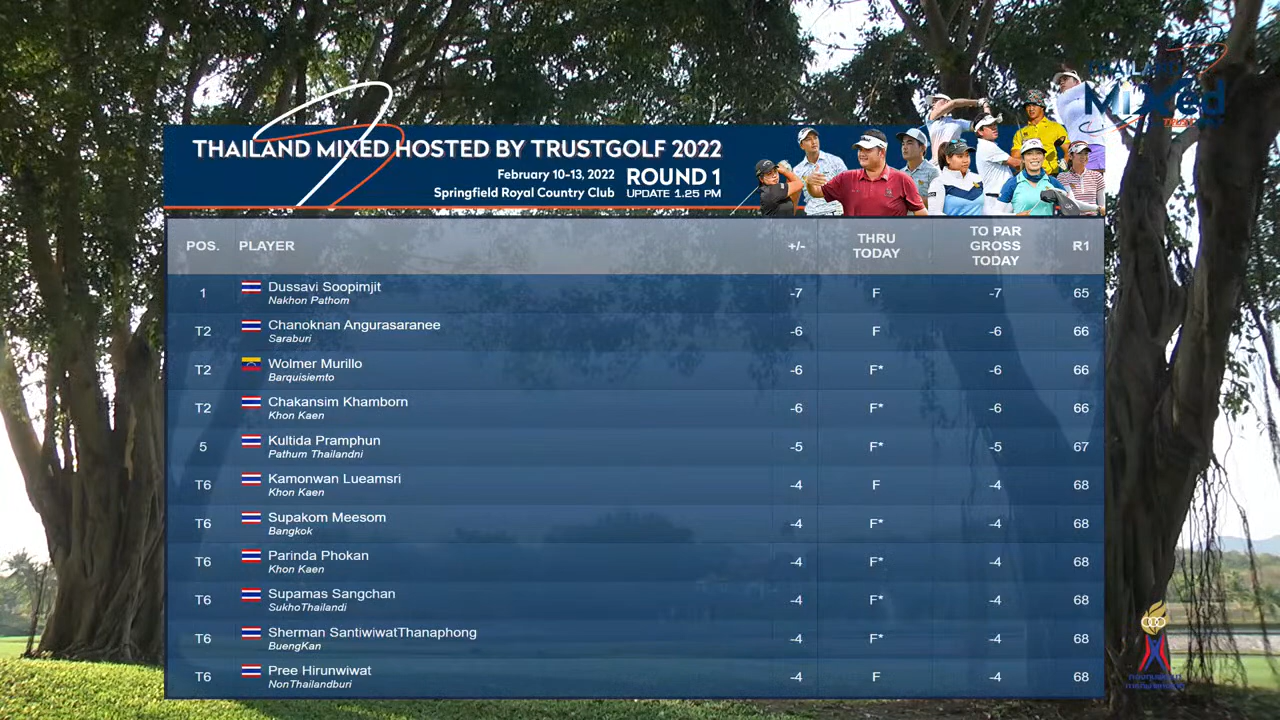 THAILAND
MiXed
THAILAND MIXED HOSTED BY TRUSTGOLF 2022
February 10-13, 2022 ROUND 1
Springfield Royal Country Club UPDATE 1.25 PM
POS. PLAYER +/- THRU TODAY TO PAR GROSS TODAY R1
1 Dussavi Soopimjit -7 F -7 65
Nakhon Pathom
T2 Chanoknan Angurasaranee -6 F -6 66
Saraburi
T2 Wolmer Murillo -6 F* -6 66
Barquisiemto
T2 Chakansim Khamborn -6 F* -6 66
Khon Kaen
5 Kultida Pramphun -5 F* -5 67
Pathum Thailandni
T6 Kamonwan Lueamsri -4 F -4 68
Khon Kaen
T6 Supakom Meesom -4 F* -4 68
Bangkok
T6 Parinda Phokan -4 F* -4 68
Khon Kaen
T6 Supamas Sangchan -4 F* -4 68
SukhoThailandi
T6 Sherman SantiwiwatThanaphong -4 F* -4 68
BuengKan
T6 Pree Hirunwiwat -4 F -4 68
NonThailandburi